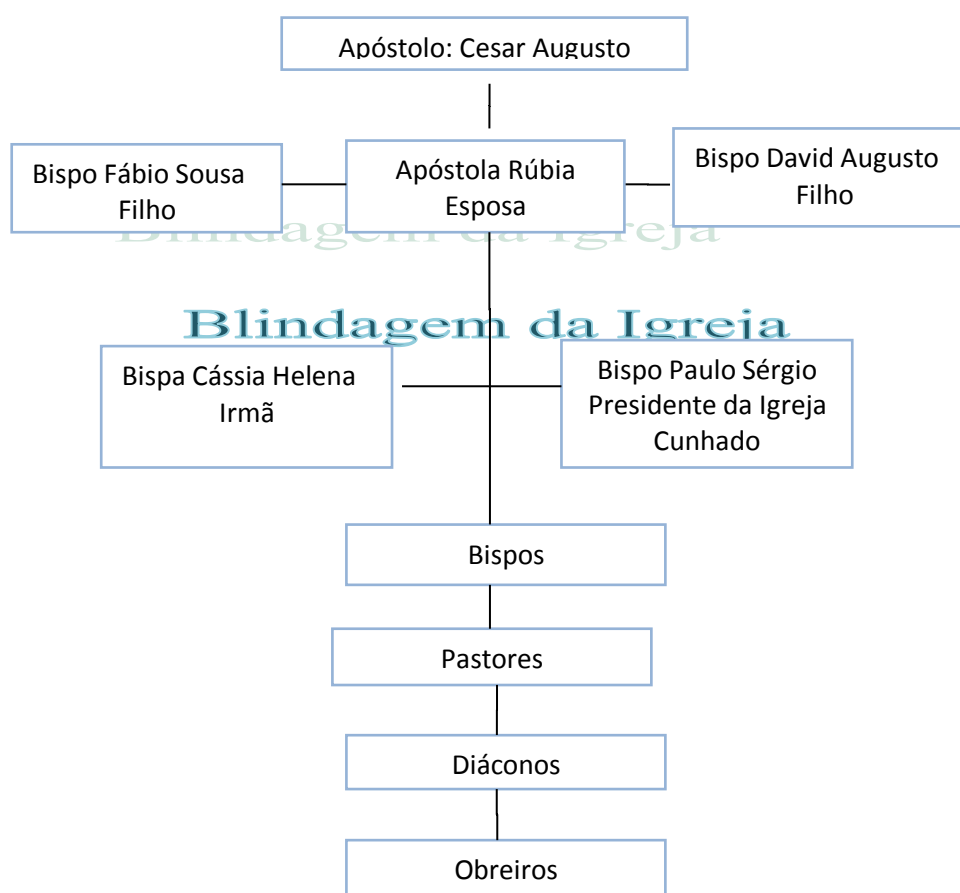 Apóstolo: Cesar Augusto
Bispo Fábio Sousa
Filho
Apóstola Rúbia
Esposa
Bispo David Augusto
Filho
Blindagem da Igreja
Blindagem da Igreja
Bispa Cássia Helena
Irmã
Bispo Paulo Sérgio
Presidente da Igreja
Cunhado
Bispos
Pastores
Diáconos
Obreiros